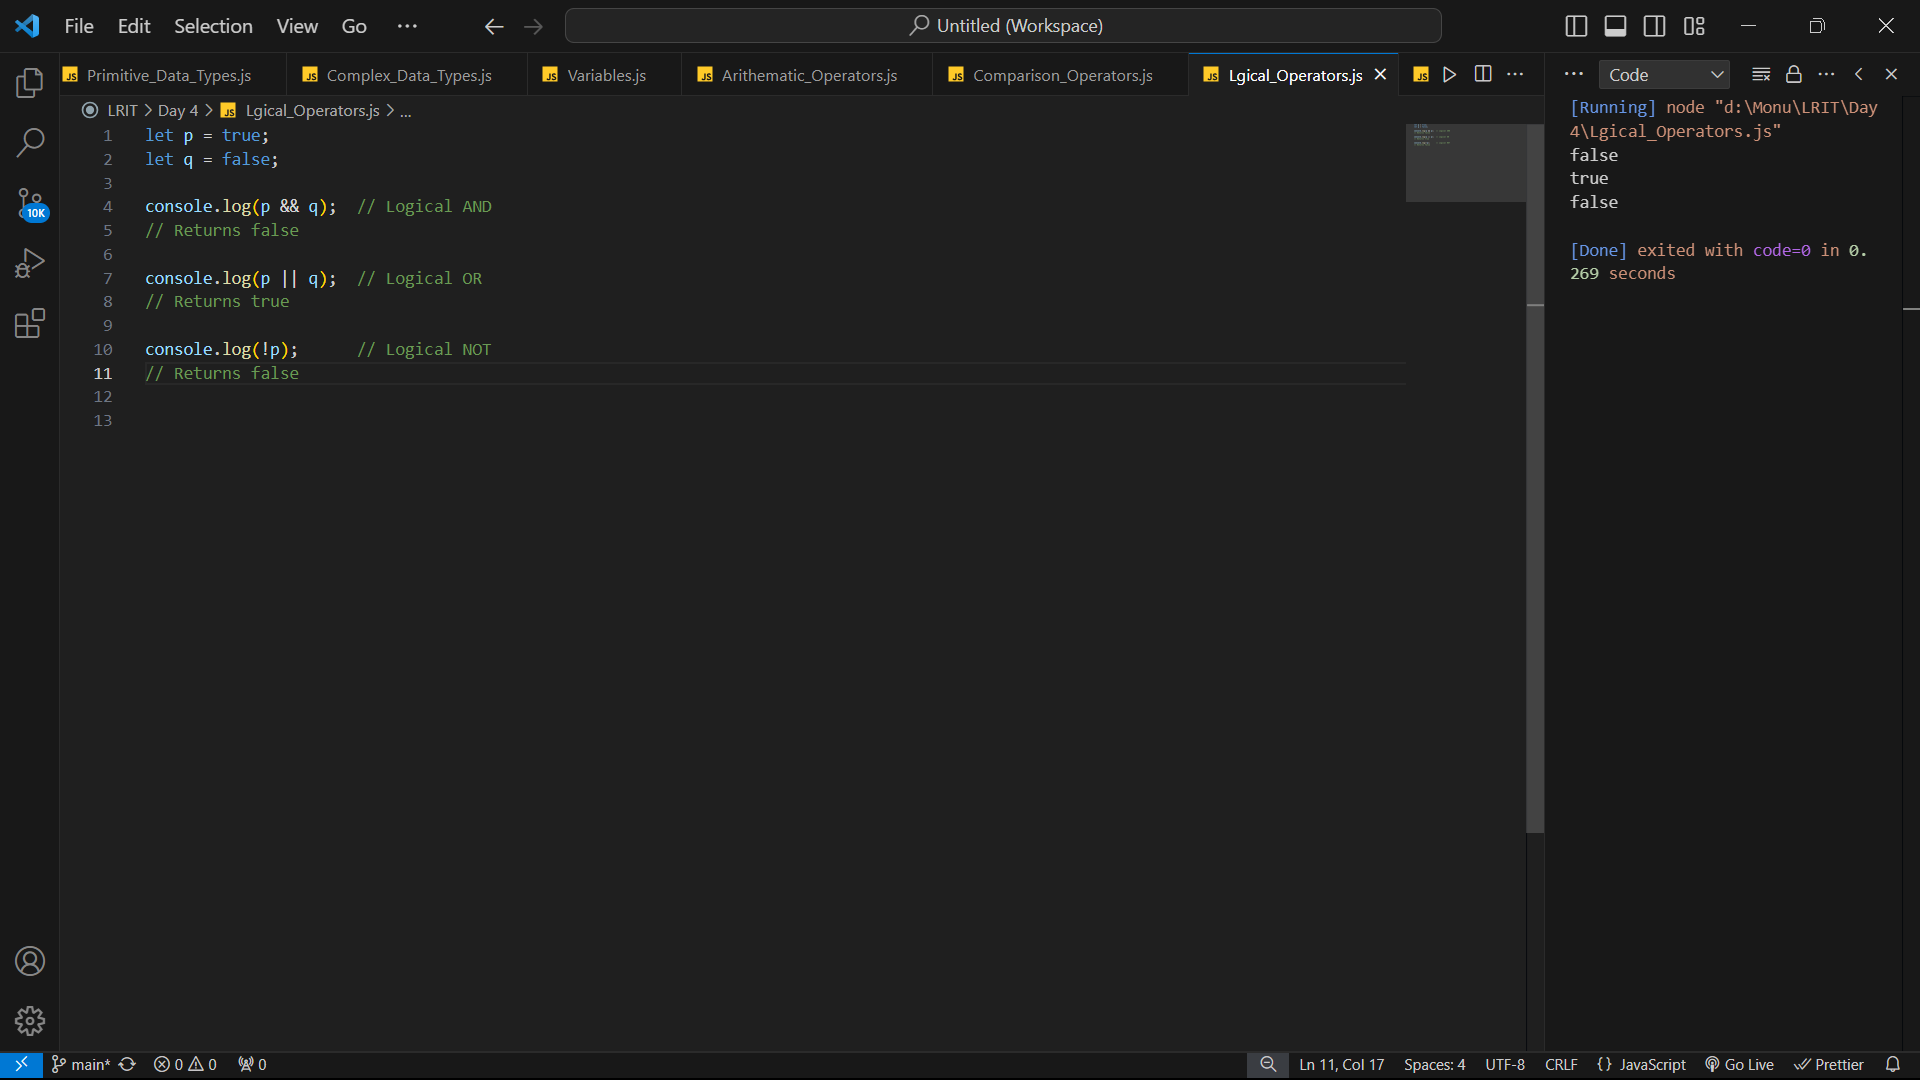 File Edit Selection View Go ··· Untitled (Workspace)
Primitive_Data_Types.js Complex_Data_Types.js Variables.js Arithematic_Operators.js Comparison_Operators.js Lgical_Operators.js
LRIT > Day 4 > Lgical_Operators.js > ...
1 let p = true;
2 let q = false;
3
4 console.log(p && q);  // Logical AND
5 // Returns false
6
7 console.log(p || q);  // Logical OR
8 // Returns true
9
10 console.log(!p);      // Logical NOT
11 // Returns false
12
13
10K
Code
[Running] node "d:\Monu\LRIT\Day
4\Lgical_Operators.js"
false
true
false
[Done] exited with code=0 in 0.
269 seconds
main* 0 0 0 Ln 11, Col 17 Spaces: 4 UTF-8 CRLF {} JavaScript Go Live Prettier